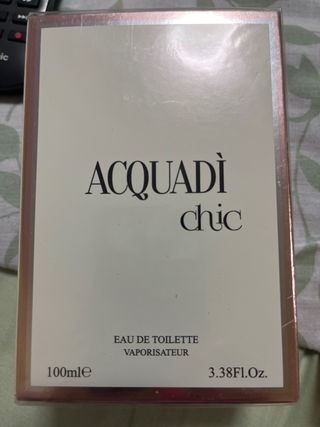 ACQUADÌ
chic
EAU DE TOILETTE
VAPORISATEUR
100ml℮ 3.38Fl.Oz.